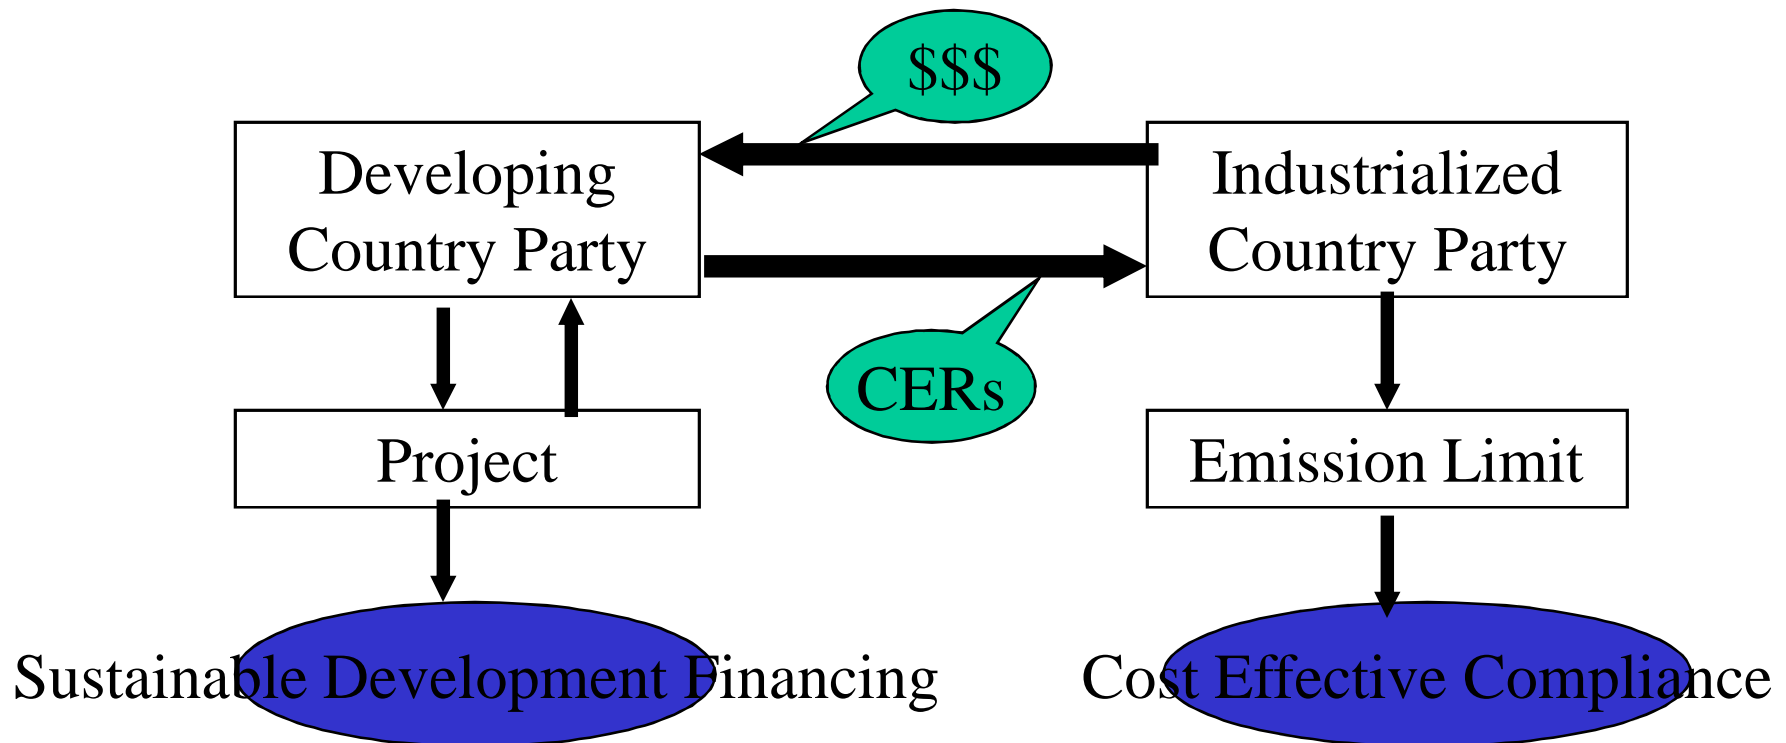 $$$
Developing
Country Party
Industrialized
Country Party
CERs
Project
Emission Limit
Sustainable Development Financing
Cost Effective Compliance